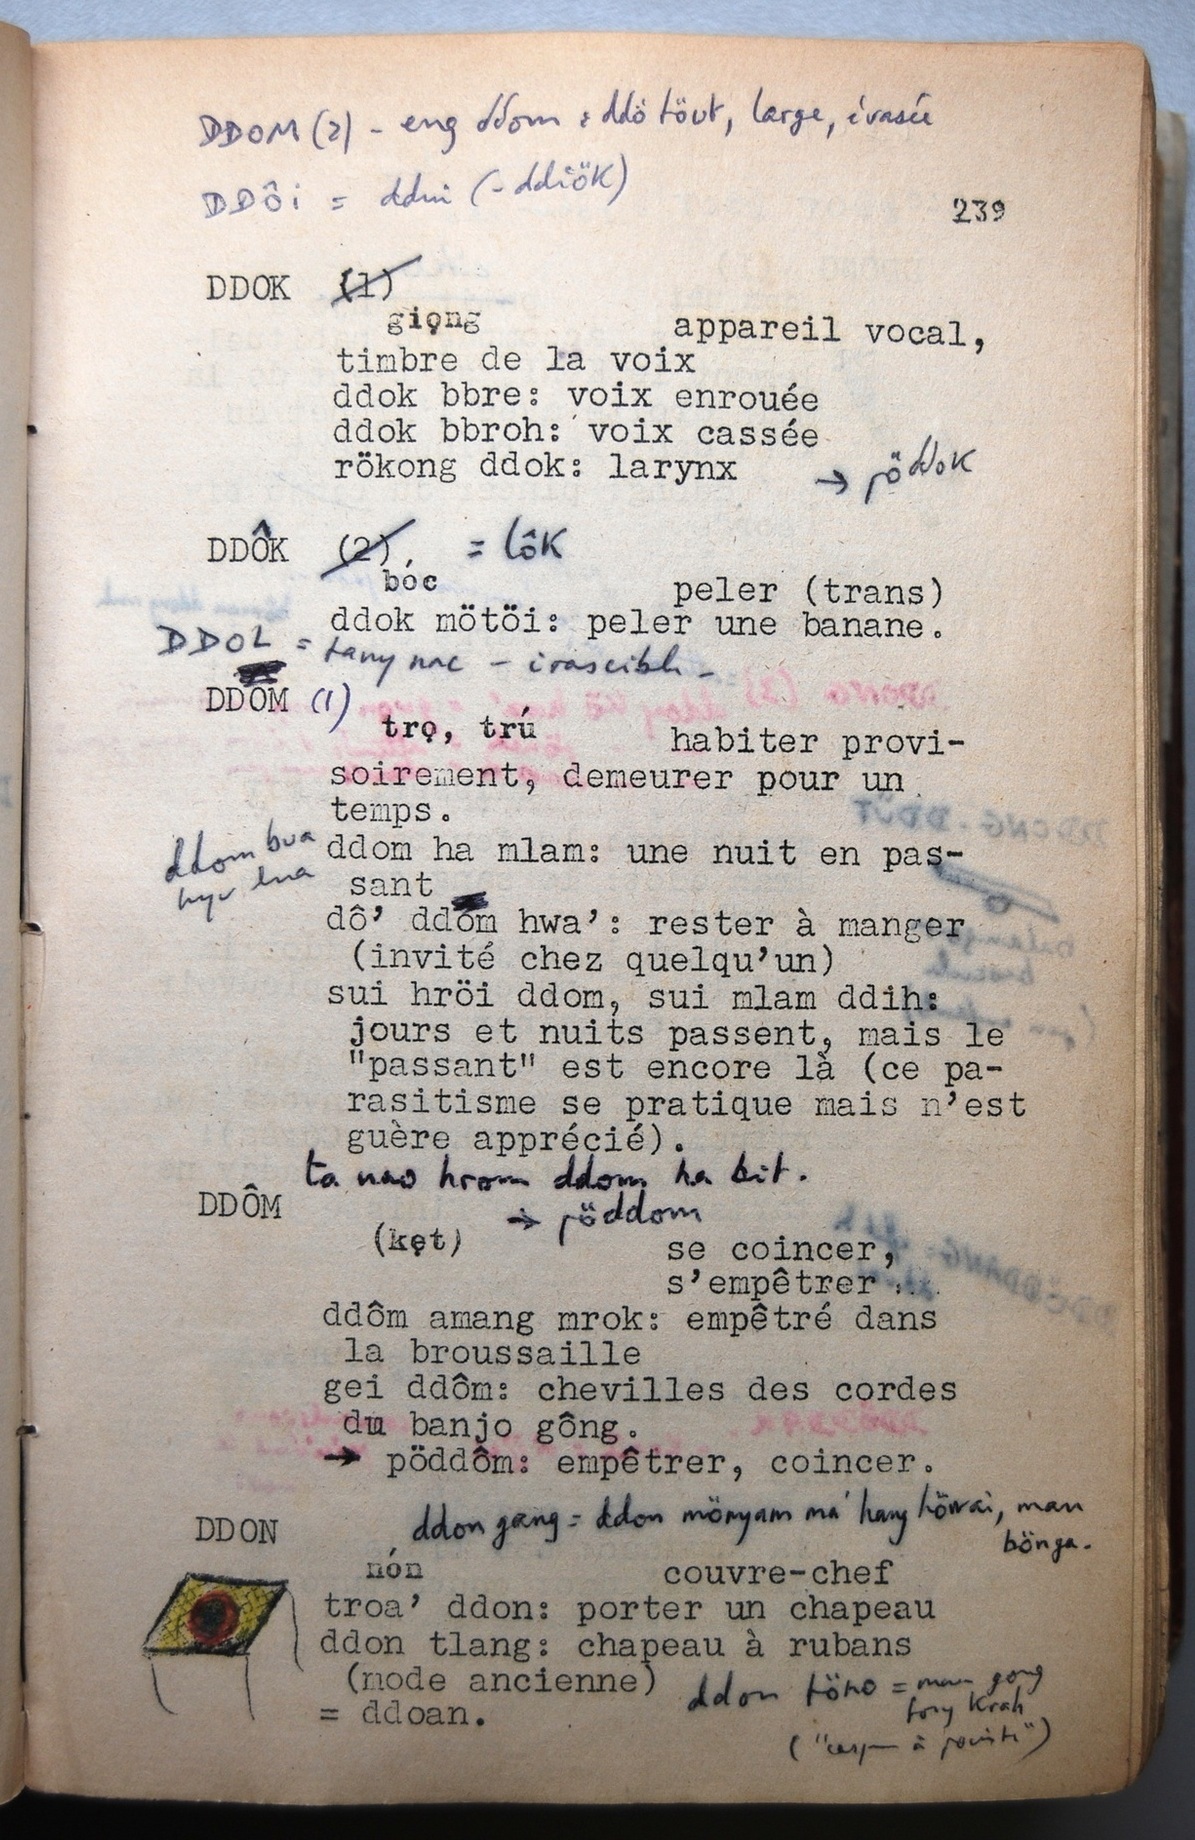 DDOM (2) - eng ddom = ddö töut, large, évasée
DDÔi = ddui (- ddiök)
239
DDOK (1)
giọng appareil vocal,
timbre de la voix
ddok bbre: voix enrouée
ddok bbroh: voix cassée
rökong ddok: larynx → pöddok
DDÔK (2) = lôk
bóc peler (trans)
ddok mötöi: peler une banane.
DDOL = - irascible -
DDOM (1)
trọ, trú habiter provi-
soirement, demeurer pour un
temps.
ddom bua
ddom ha mlam: une nuit en pas-
sant
dô’ ddom hwa’: rester à manger
(invité chez quelqu’un)
sui hröi ddom, sui mlam ddih:
jours et nuits passent, mais le
"passant" est encore là (ce pa-
rasitisme se pratique mais n’est
guère apprécié).
ta nao hrom ddom ha bit.
→ pöddom
DDÔM
(kẹt) se coincer,
s’empêtrer
ddôm amang mrok: empêtré dans
la broussaille
gei ddôm: chevilles des cordes
du banjo gông.
→ pöddôm: empêtrer, coincer.
ddon gang = ddon mönyam ma' hang höwai, man
bönga.
DDON
nón couvre-chef
troa’ ddon: porter un chapeau
ddon tlang: chapeau à rubans
(mode ancienne)
= ddoan.
ddon =
krah